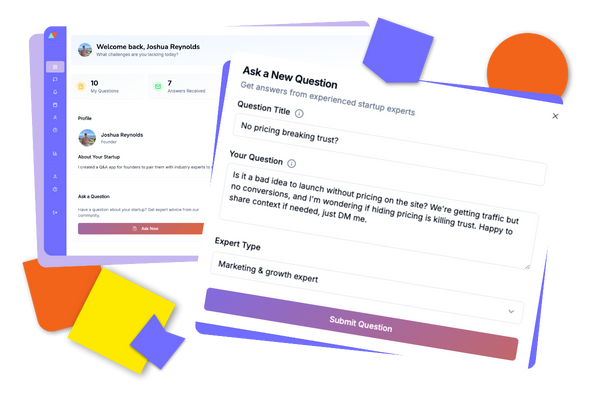 Welcome back, Joshua Reynolds
What challenges are you tackling today?
10
My Questions
7
Answers Received
Profile
Joshua Reynolds
Founder
About Your Startup
I created a Q&A app for founders to pair them with industry experts to
Ask a Question
Have a question about your startup? Get expert advice from our
community.
Ask Now
Ask a New Question
Get answers from experienced startup experts
Question Title
No pricing breaking trust?
Your Question
Is it a bad idea to launch without pricing on the site? We're getting traffic but
no conversions, and I'm wondering if hiding pricing is killing trust. Happy to
share context if needed, just DM me.
Expert Type
Marketing & growth expert
Submit Question